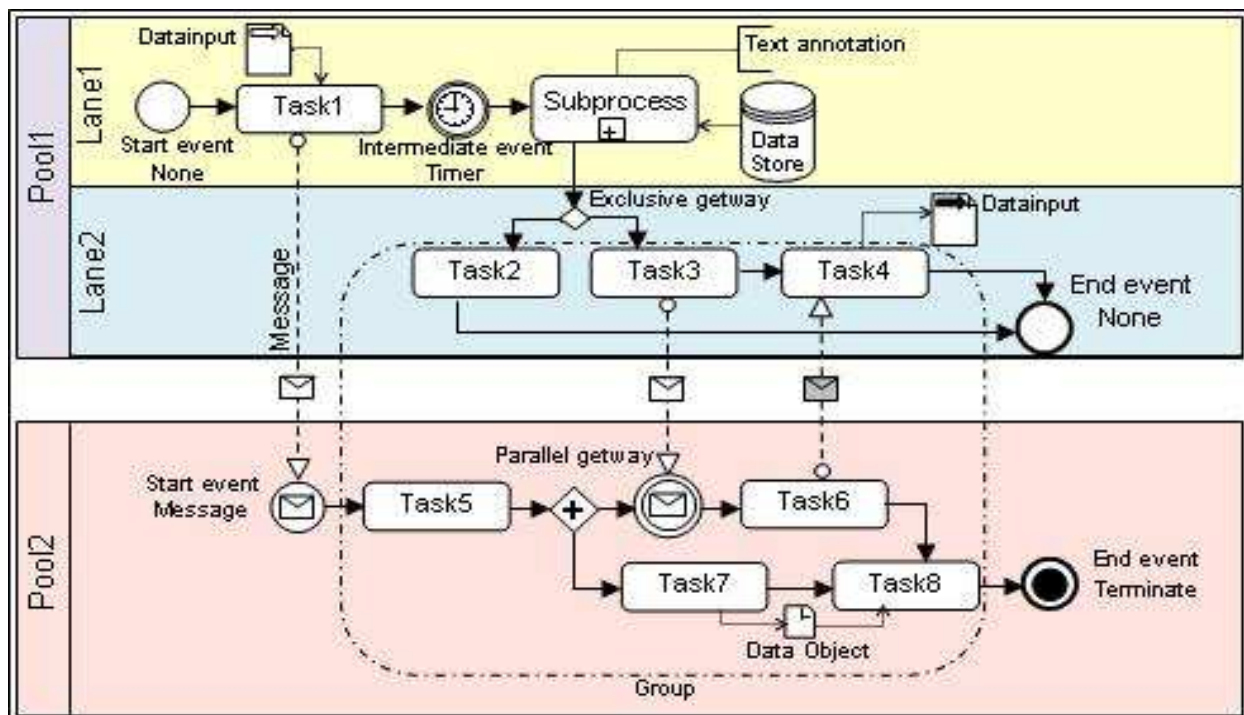 Pool1
Lane1
Datainput
Task1
Start event
None
Intermediate event
Timer
Subprocess
Text annotation
Data
Store
Lane2
Exclusive getway
Datainput
Task2
Task3
Task4
End event
None
Message
Pool2
Start event
Message
Task5
Parallel getway
Task6
Task7
Task8
Data Object
End event
Terminate
Group